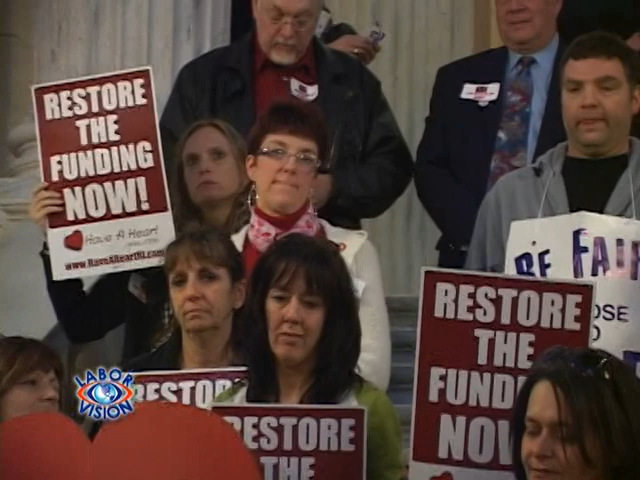 RESTORE
THE
FUNDING
NOW!
Have A Heart
www.HaveAHeartRI.com
BE FAIR
OSE
RESTORE
THE
FUND
NOW
RESTORE
RESTORE
THE
LABOR
VISION